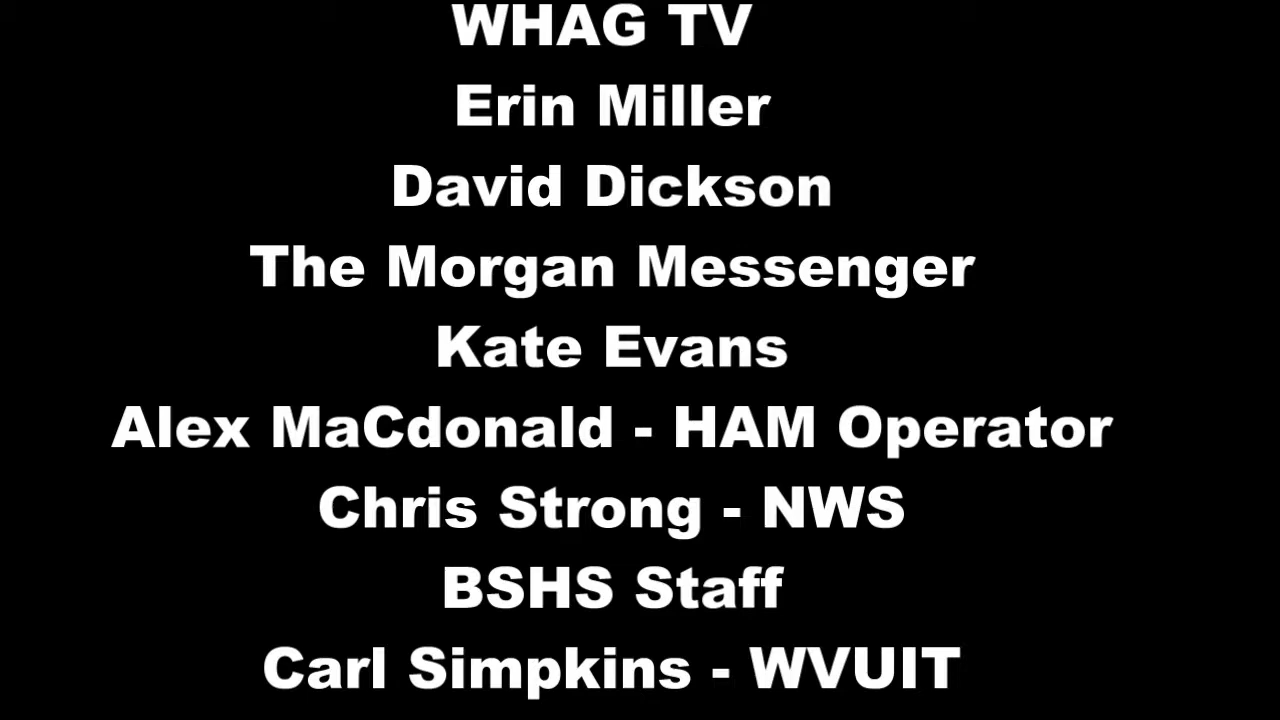 WHAG TV
Erin Miller
David Dickson
The Morgan Messenger
Kate Evans
Alex MaCdonald - HAM Operator
Chris Strong - NWS
BSHS Staff
Carl Simpkins - WVUIT